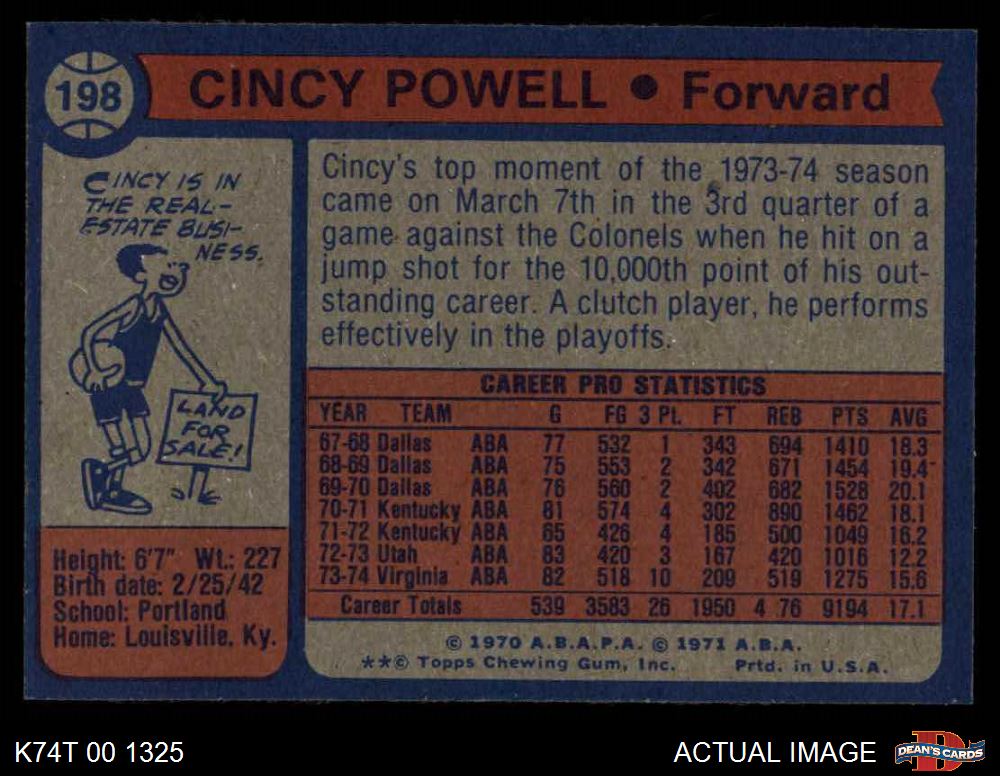 198
CINCY POWELL • Forward
CINCY IS IN
THE REAL-
ESTATE BUSI-
NESS.
LAND
FOR
SALE!
Height: 6'7" Wt.: 227
Birth date: 2/25/42
School: Portland
Home: Louisville, Ky.
Cincy's top moment of the 1973-74 season
came on March 7th in the 3rd quarter of a
game against the Colonels when he hit on a
jump shot for the 10,000th point of his out-
standing career. A clutch player, he performs
effectively in the playoffs.
CAREER PRO STATISTICS
YEAR TEAM G FG 3 PL. FT REB PTS AVG
67-68 Dallas ABA 77 532 1 343 694 1410 18.3
68-69 Dallas ABA 75 553 2 342 671 1454 19.4
69-70 Dallas ABA 76 560 2 402 682 1528 20.1
70-71 Kentucky ABA 81 574 4 302 890 1462 18.1
71-72 Kentucky ABA 65 426 4 185 500 1049 16.2
72-73 Utah ABA 83 420 3 167 420 1016 12.2
73-74 Virginia ABA 82 518 10 209 519 1275 15.6
Career Totals 539 3583 26 1950 4 76 9194 17.1
© 1970 A.B.A.P.A. © 1971 A.B.A.
**© Topps Chewing Gum, Inc. Prtd. in U.S.A.
K74T 00 1325
ACTUAL IMAGE
D
DEAN'S CARDS